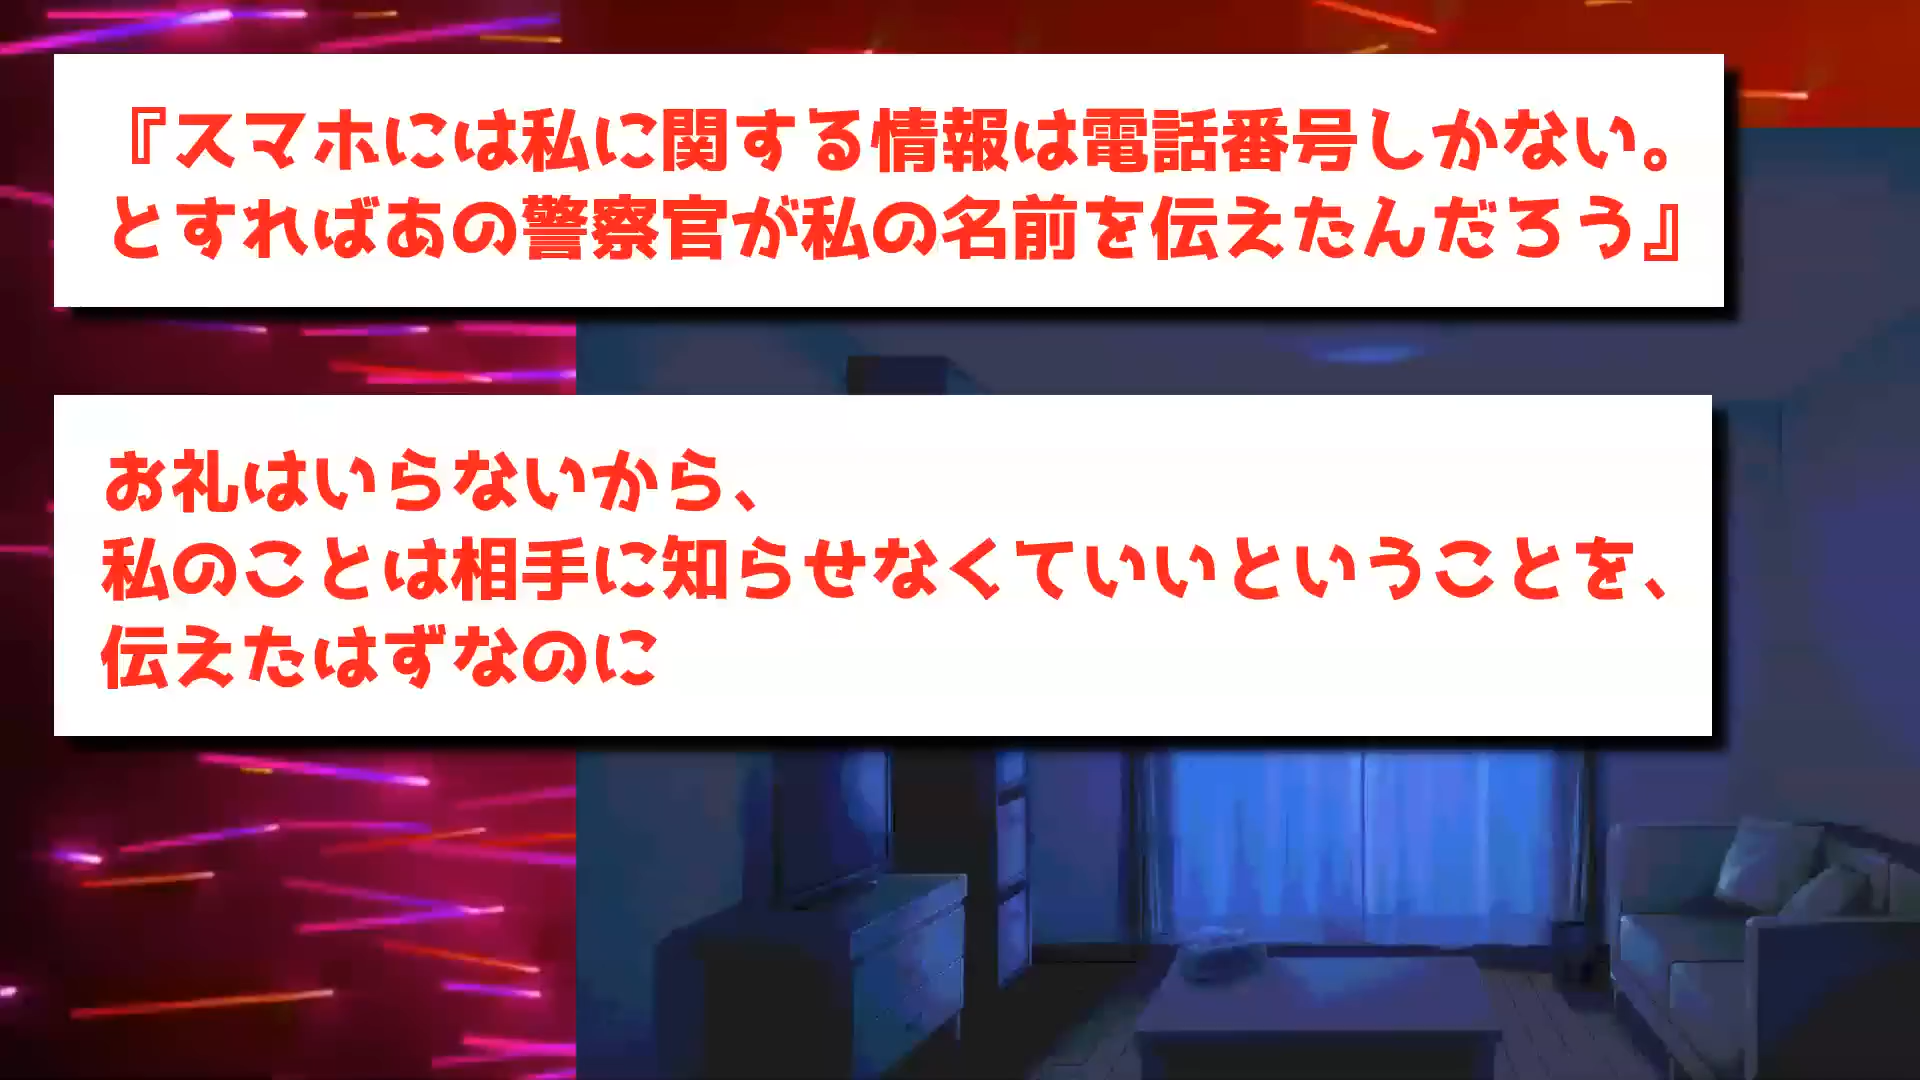 『スマホには私に関する情報は電話番号しかない。
とすればあの警察官が私の名前を伝えたんだろう』
お礼はいらないから、
私のことは相手に知らせなくていいということを、
伝えたはずなのに